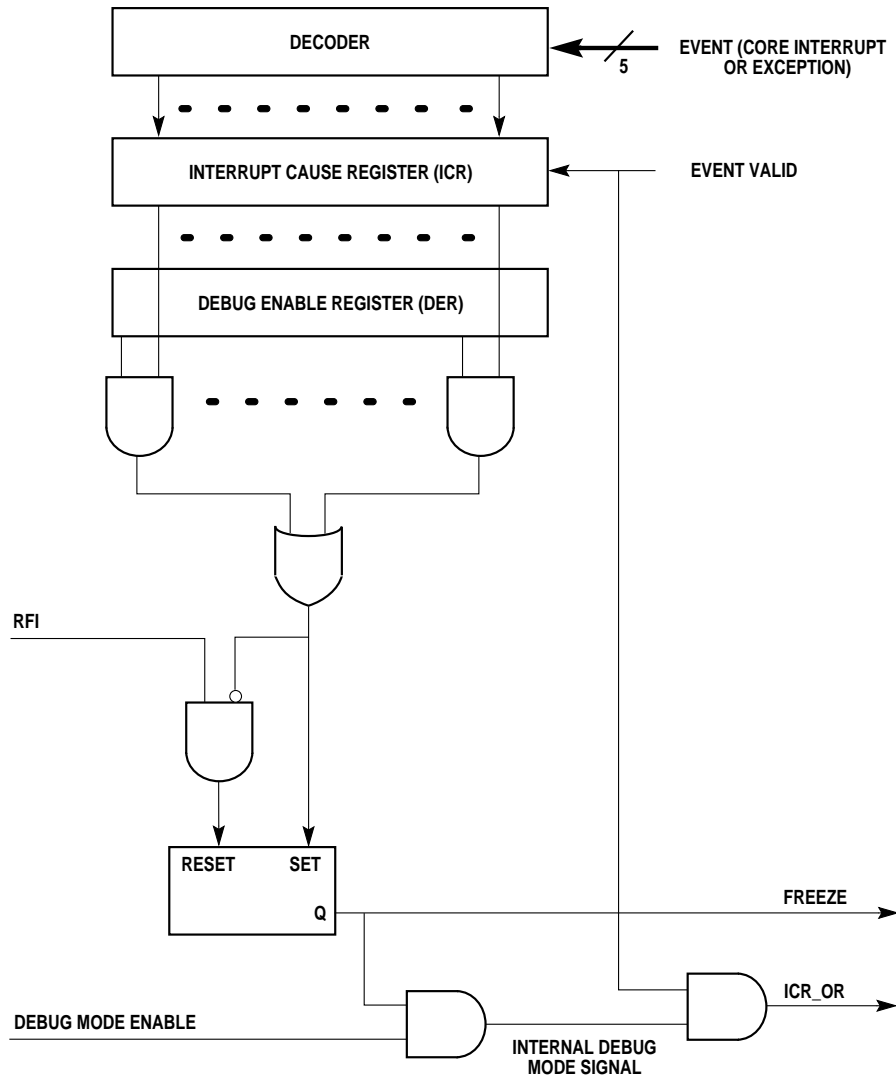 DECODER
EVENT (CORE INTERRUPT
OR EXCEPTION)
5
INTERRUPT CAUSE REGISTER (ICR)
EVENT VALID
DEBUG ENABLE REGISTER (DER)
RFI
RESET
SET
Q
FREEZE
ICR_OR
DEBUG MODE ENABLE
INTERNAL DEBUG
MODE SIGNAL